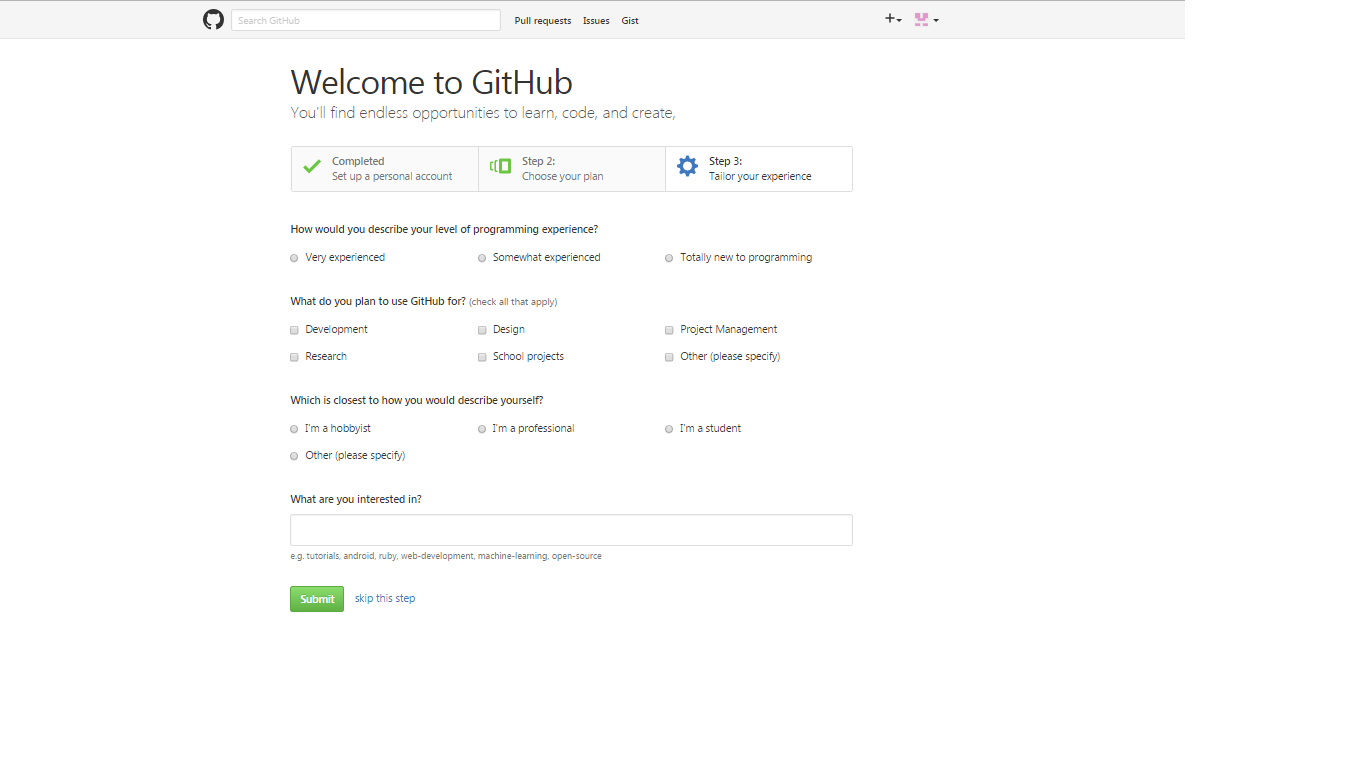 Search GitHub Pull requests Issues Gist
Welcome to GitHub
You'll find endless opportunities to learn, code, and create,
Completed
Set up a personal account
Step 2:
Choose your plan
Step 3:
Tailor your experience
How would you describe your level of programming experience?
Very experienced Somewhat experienced Totally new to programming
What do you plan to use GitHub for? (check all that apply)
Development Design Project Management
Research School projects Other (please specify)
Which is closest to how you would describe yourself?
I'm a hobbyist I'm a professional I'm a student
Other (please specify)
What are you interested in?
e.g. tutorials, android, ruby, web-development, machine-learning, open-source
Submit skip this step